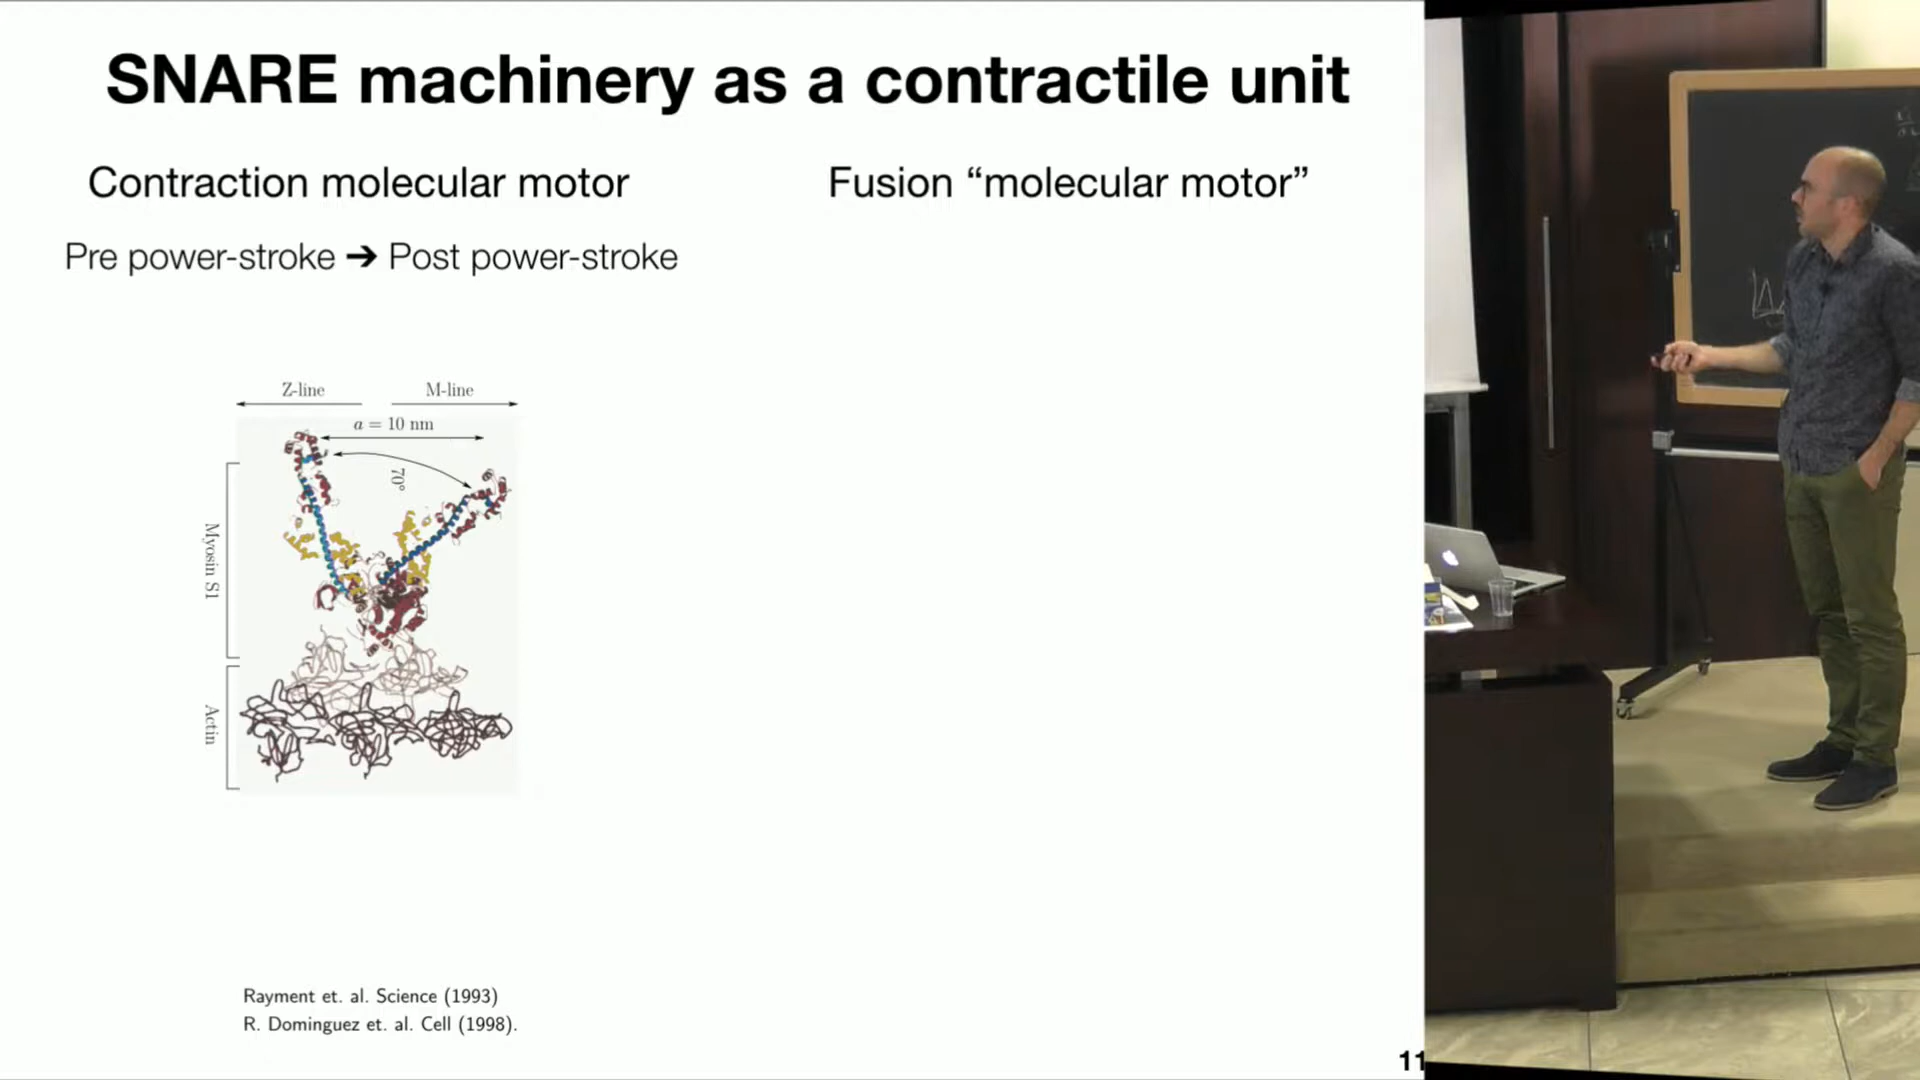 SNARE machinery as a contractile unit
Contraction molecular motor
Fusion “molecular motor”
Pre power-stroke ➔ Post power-stroke
Z-line
M-line
a = 10 nm
70°
Myosin S1
Actin
Rayment et. al. Science (1993)
R. Dominguez et. al. Cell (1998).
11